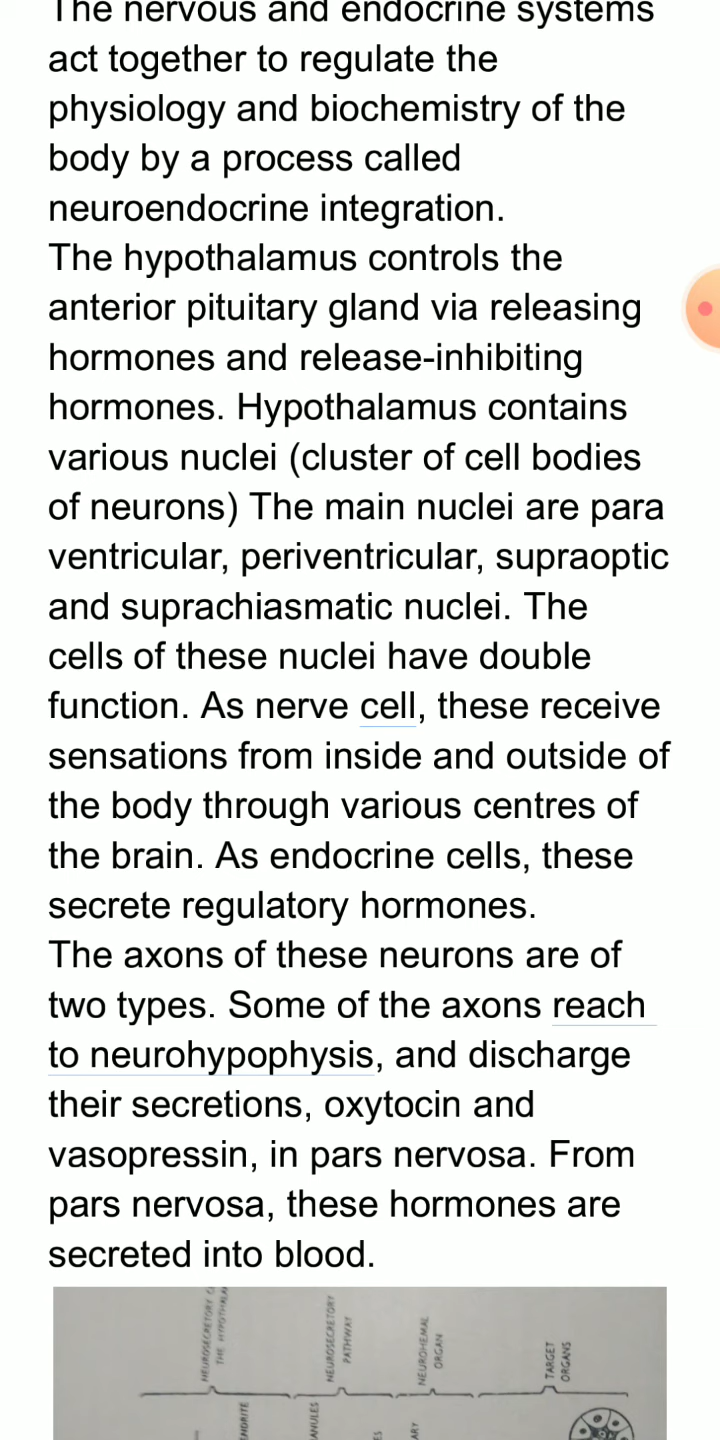 The nervous and endocrine systems
act together to regulate the
physiology and biochemistry of the
body by a process called
neuroendocrine integration.
The hypothalamus controls the
anterior pituitary gland via releasing
hormones and release-inhibiting
hormones. Hypothalamus contains
various nuclei (cluster of cell bodies
of neurons) The main nuclei are para
ventricular, periventricular, supraoptic
and suprachiasmatic nuclei. The
cells of these nuclei have double
function. As nerve cell, these receive
sensations from inside and outside of
the body through various centres of
the brain. As endocrine cells, these
secrete regulatory hormones.
The axons of these neurons are of
two types. Some of the axons reach
to neurohypophysis, and discharge
their secretions, oxytocin and
vasopressin, in pars nervosa. From
pars nervosa, these hormones are
secreted into blood.
NEUROSECRETORY
THE
NEUROSECRETORY
PATHWAY
NEUROHEMAL
ORGAN
TARGET
ORGANS